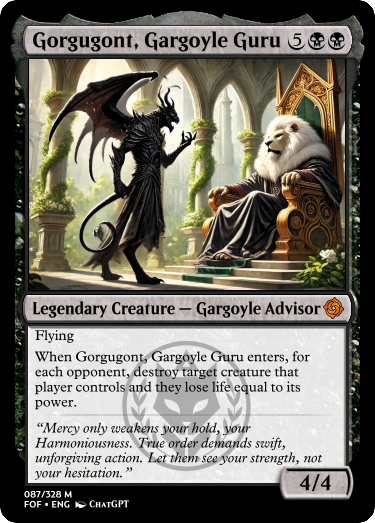 Gorgugont, Gargoyle Guru 5
Legendary Creature — Gargoyle Advisor
Flying
When Gorgugont, Gargoyle Guru enters, for
each opponent, destroy target creature that
player controls and they lose life equal to its
power.
“Mercy only weakens your hold, your
Harmoniousness. True order demands swift,
unforgiving action. Let them see your strength, not
your hesitation.”
4/4
087/328 M
FOF • ENG ChatGPT